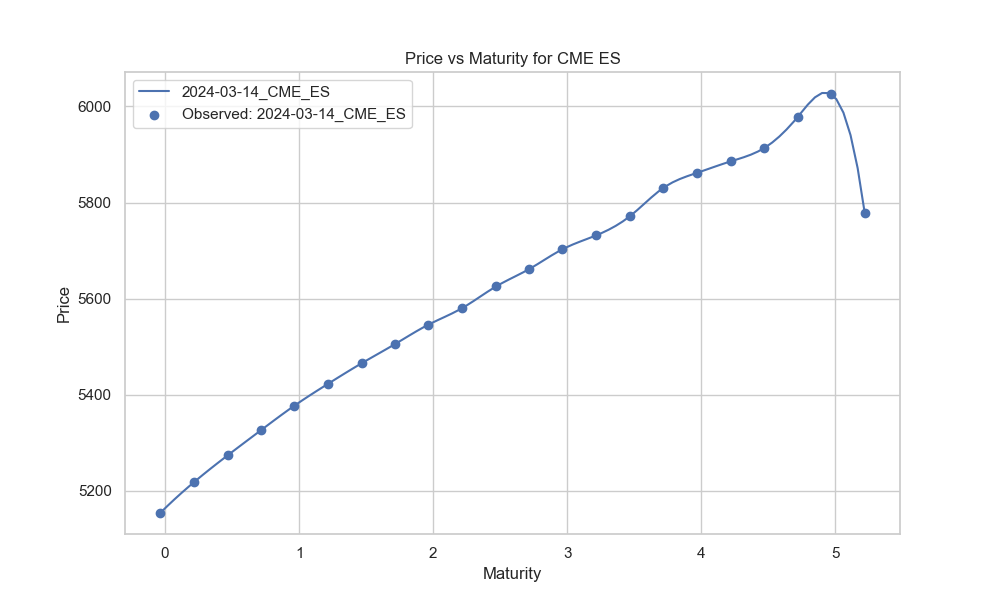 Price vs Maturity for CME ES
2024-03-14_CME_ES
Observed: 2024-03-14_CME_ES
Price
6000
5800
5600
5400
5200
0 1 2 3 4 5
Maturity